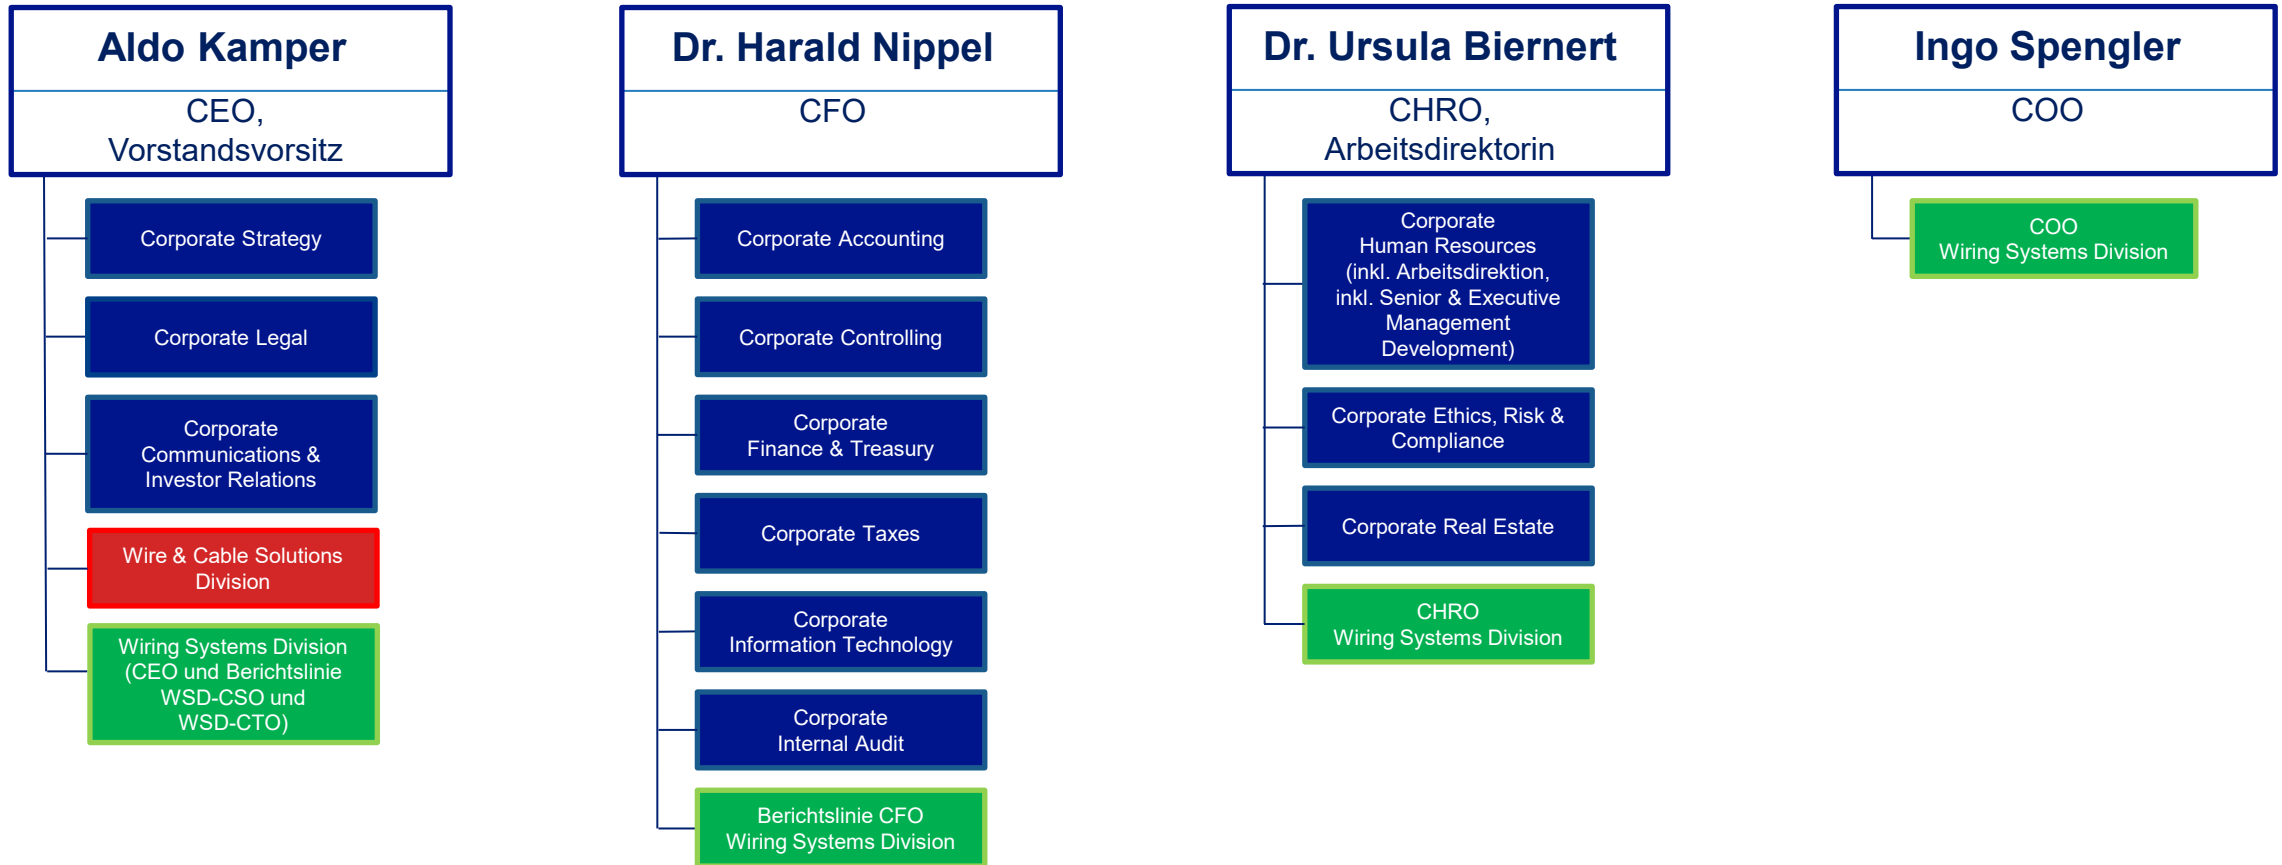 Aldo Kamper
CEO,
Vorstandsvorsitz
Corporate Strategy
Corporate Legal
Corporate
Communications &
Investor Relations
Wire & Cable Solutions
Division
Wiring Systems Division
(CEO und Berichtslinie
WSD-CSO und
WSD-CTO)
Dr. Harald Nippel
CFO
Corporate Accounting
Corporate Controlling
Corporate
Finance & Treasury
Corporate Taxes
Corporate
Information Technology
Corporate
Internal Audit
Berichtslinie CFO
Wiring Systems Division
Dr. Ursula Biernert
CHRO,
Arbeitsdirektorin
Corporate
Human Resources
(inkl. Arbeitsdirektion,
inkl. Senior & Executive
Management
Development)
Corporate Ethics, Risk &
Compliance
Corporate Real Estate
CHRO
Wiring Systems Division
Ingo Spengler
COO
COO
Wiring Systems Division